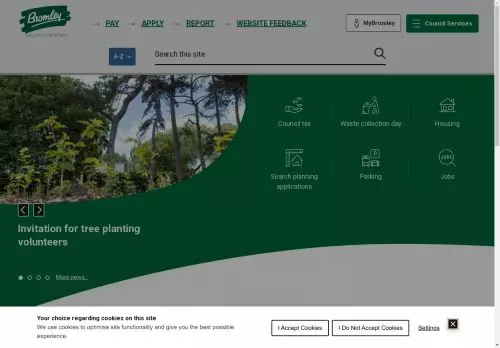 Bromley
PAY
APPLY
REPORT
WEBSITE FEEDBACK
MyBromley
Council Services
A-Z
Search this site
Council tax
Waste collection day
Housing
Search planning
applications
Parking
JOBS
Jobs
Invitation for tree planting
volunteers
More news..
Your choice regarding cookies on this site
We use cookies to optimise site functionality and give you the best possible
experience.
I Accept Cookies
I Do Not Accept Cookies
Settings